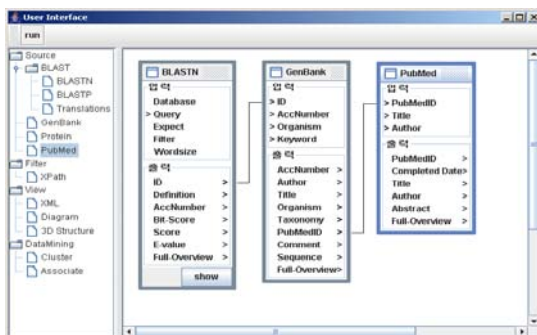 User Interface
run
Source
BLAST
BLASTN
BLASTP
Translations
GenBank
Protein
PubMed
Filter
XPath
View
XML
Diagram
3D Structure
DataMining
Cluster
Associate
BLASTN
입 력
Database
> Query
Expect
Filter
Wordsize
출 력
ID >
Definition >
AccNumber >
Bit-Score >
Score >
E-value >
Full-Overview >
show
GenBank
입 력
> ID
> AccNumber
> Organism
> Keyword
출 력
AccNumber >
Author >
Title >
Organism >
Taxonomy >
PubMedID >
Comment >
Sequence >
Full-Overview>
PubMed
입 력
> PubMedID
> Title
> Author
출 력
PubMedID >
Completed Date>
Title >
Author >
Abstract >
Full-Overview >